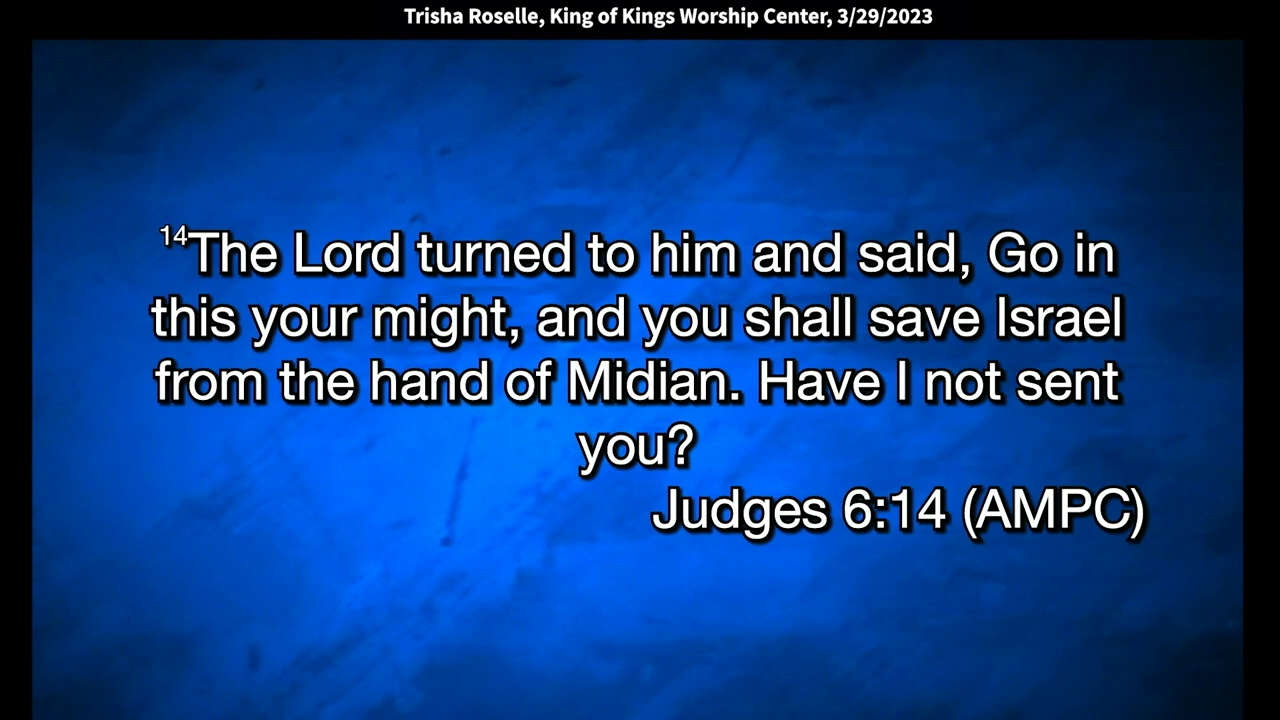 Trisha Roselle, King of Kings Worship Center, 3/29/2023
14The Lord turned to him and said, Go in
this your might, and you shall save Israel
from the hand of Midian. Have I not sent
you?
Judges 6:14 (AMPC)